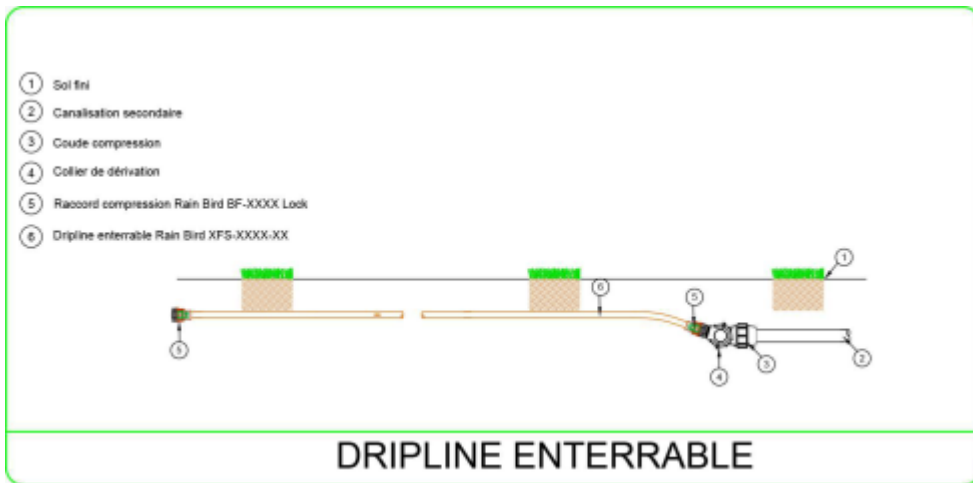 1 Sol fini
2 Canalisation secondaire
3 Coude compression
4 Collier de dérivation
5 Raccord compression Rain Bird BF-XXXX Lock
6 Dripline enterrable Rain Bird XFS-XXXX-XX
1
6
5
5
4
3
2
DRIPLINE ENTERRABLE